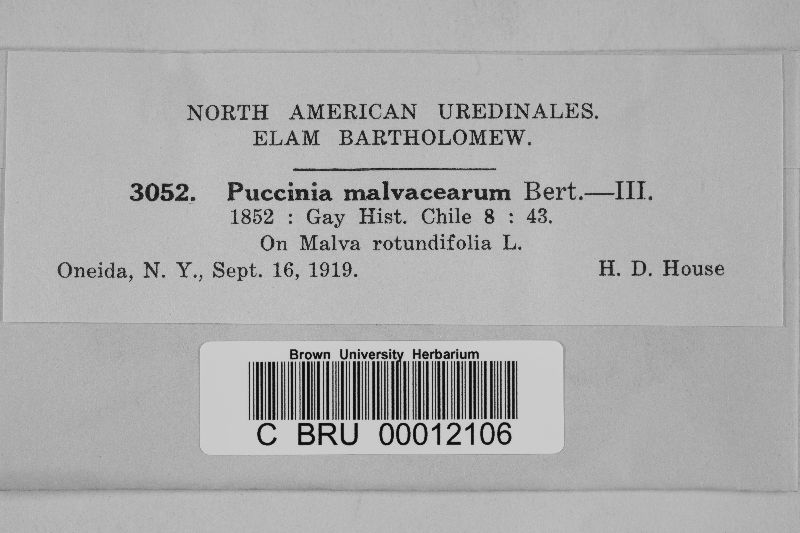 NORTH AMERICAN UREDINALES.
ELAM BARTHOLOMEW.
3052. Puccinia malvacearum Bert.—III.
1852 : Gay Hist. Chile 8 : 43.
On Malva rotundifolia L.
Oneida, N. Y., Sept. 16, 1919. H. D. House
Brown University Herbarium
C BRU 00012106